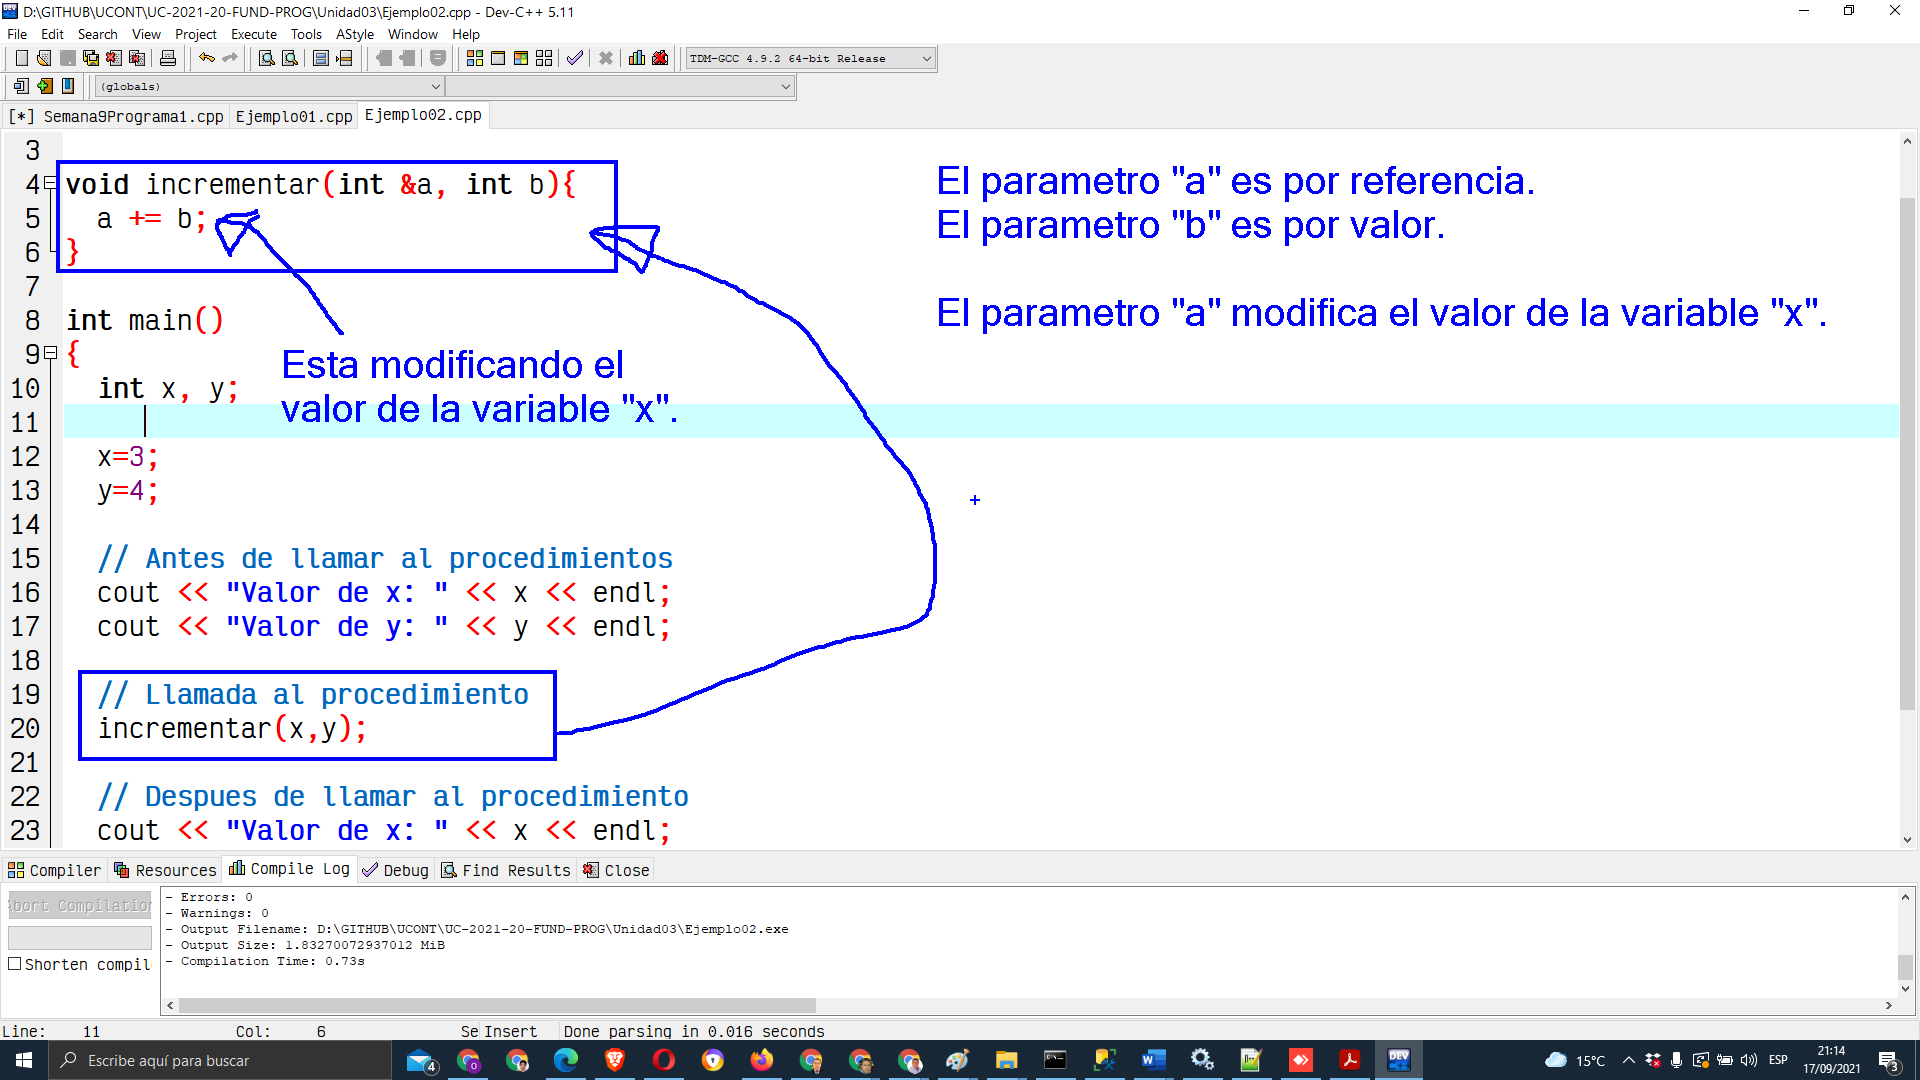 D:\GITHUB\UCONT\UC-2021-20-FUND-PROG\Unidad03\Ejemplo02.cpp - Dev-C++ 5.11
File Edit Search View Project Execute Tools AStyle Window Help
TDM-GCC 4.9.2 64-bit Release
(globals)
[*] Semana9Programa1.cpp Ejemplo01.cpp Ejemplo02.cpp
3
4 void incrementar(int &a, int b){
5 a += b;
6 }
7
8 int main()
9 {
10 int x, y;
11
12 x=3;
13 y=4;
14
15 // Antes de llamar al procedimientos
16 cout << "Valor de x: " << x << endl;
17 cout << "Valor de y: " << y << endl;
18
19 // Llamada al procedimiento
20 incrementar(x,y);
21
22 // Despues de llamar al procedimiento
23 cout << "Valor de x: " << x << endl;
Esta modificando el
valor de la variable "x".
El parametro "a" es por referencia.
El parametro "b" es por valor.
El parametro "a" modifica el valor de la variable "x".
Compiler Resources Compile Log Debug Find Results Close
Abort Compilation
Shorten compil
- Errors: 0
- Warnings: 0
- Output Filename: D:\GITHUB\UCONT\UC-2021-20-FUND-PROG\Unidad03\Ejemplo02.exe
- Output Size: 1.83270072937012 MiB
- Compilation Time: 0.73s
Line: 11 Col: 6 Se Insert Done parsing in 0.016 seconds
Escribe aquí para buscar
4
DEV
15°C
ESP
21:14
17/09/2021
3